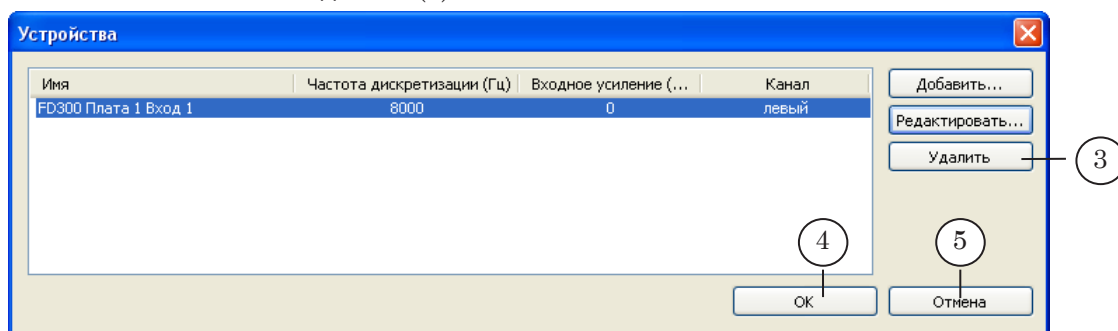 Устройства
Имя Частота дискретизации (Гц) Входное усиление (... Канал
FD300 Плата 1 Вход 1 8000 0 левый
Добавить...
Редактировать...
Удалить
3
4
5
ОК
Отмена